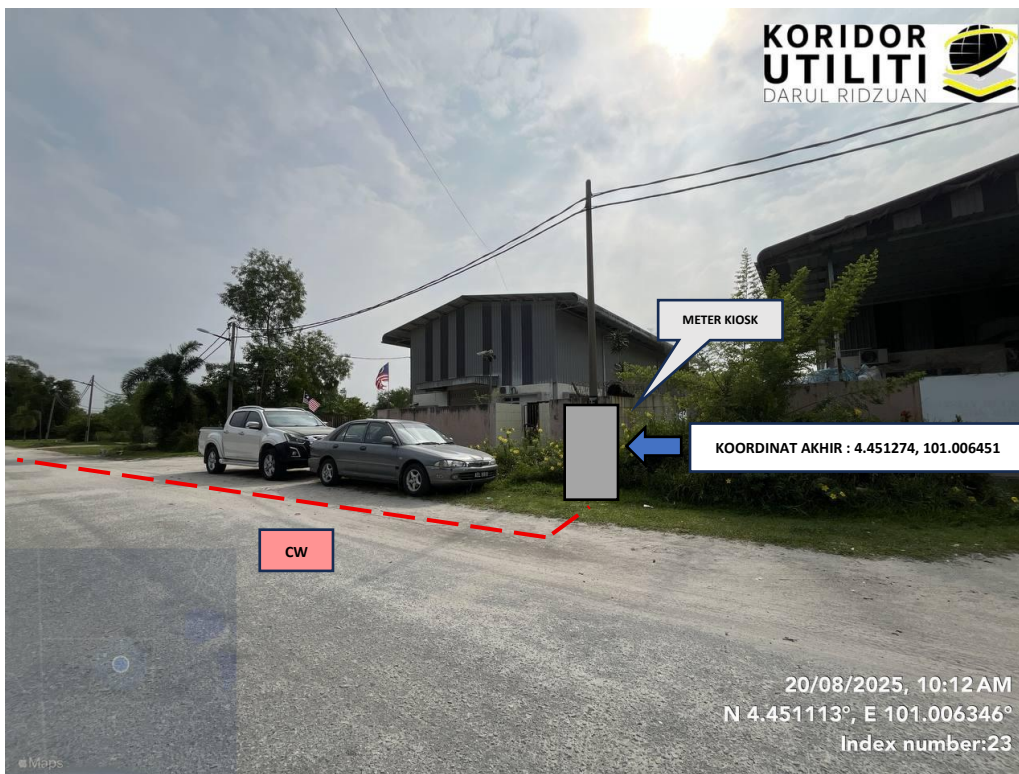 KORIDOR
UTILITI
DARUL RIDZUAN
METER KIOSK
KOORDINAT AKHIR : 4.451274, 101.006451
CW
20/08/2025, 10:12 AM
N 4.451113°, E 101.006346°
Index number:23
Maps